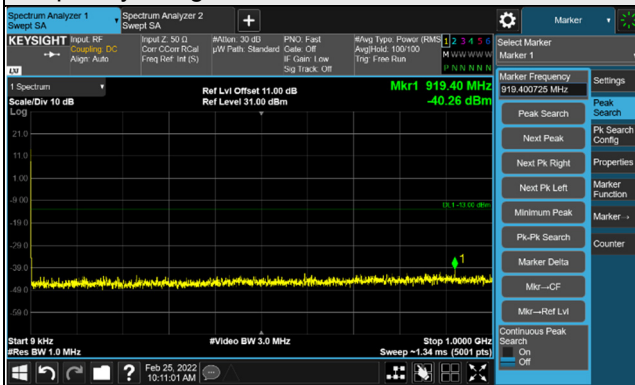 Spectrum Analyzer 1
Swept SA
Spectrum Analyzer 2
Swept SA
+
Marker
KEYSIGHT
Input: RF
Coupling: DC
Align: Auto
Input Z: 50 Ω
Corr CCorr RCal
Freq Ref: Int (S)
#Atten: 30 dB
µW Path: Standard
PNO: Fast
Gate: Off
IF Gain: Low
Sig Track: Off
#Avg Type: Power (RMS
Avg|Hold: 100/100
Trig: Free Run
1 2 3 4 5 6
M W W W W W
P N N N N N
LXI
Select Marker
Marker 1
1 Spectrum
Scale/Div 10 dB
Ref Lvl Offset 11.00 dB
Ref Level 31.00 dBm
Mkr1 919.40 MHz
-40.26 dBm
Log
21.0
11.0
1.00
-9.00
-19.0
-29.0
-39.0
-49.0
-59.0
DL1 -13.00 dBm
1
Start 9 kHz
#Res BW 1.0 MHz
#Video BW 3.0 MHz
Stop 1.0000 GHz
Sweep ~1.34 ms (5001 pts)
Marker Frequency
919.400725 MHz
Peak Search
Next Peak
Next Pk Right
Next Pk Left
Minimum Peak
Pk-Pk Search
Marker Delta
Mkr→CF
Mkr→Ref Lvl
Continuous Peak
Search
On
Off
Settings
Peak
Search
Pk Search
Config
Properties
Marker
Function
Marker→
Counter
?
Feb 25, 2022
10:11:01 AM